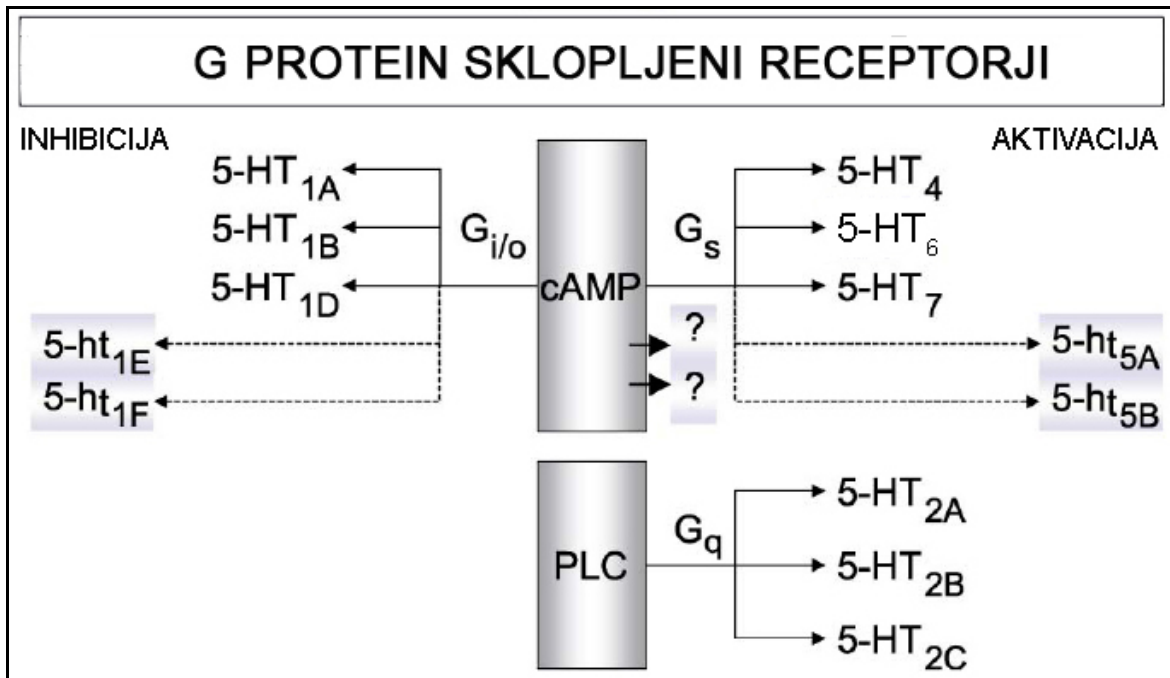 G PROTEIN SKLOPLJENI RECEPTORJI
INHIBICIJA
AKTIVACIJA
5-HT1A
5-HT1B
5-HT1D
5-ht1E
5-ht1F
Gi/o
cAMP
Gs
?
?
5-HT4
5-HT6
5-HT7
5-ht5A
5-ht5B
PLC
Gq
5-HT2A
5-HT2B
5-HT2C